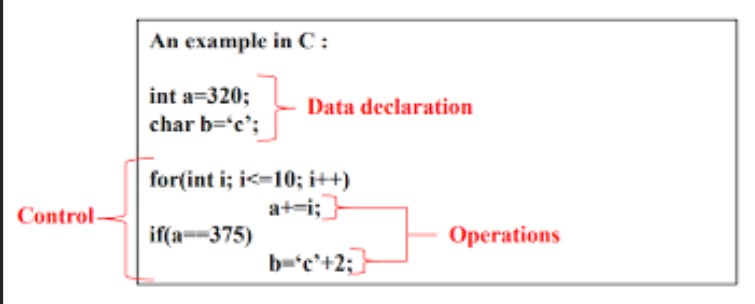 An example in C :
int a=320;
char b=‘c’;
Data declaration
for(int i; i<=10; i++)
a+=i;
Control
if(a==375)
Operations
b=‘c’+2;